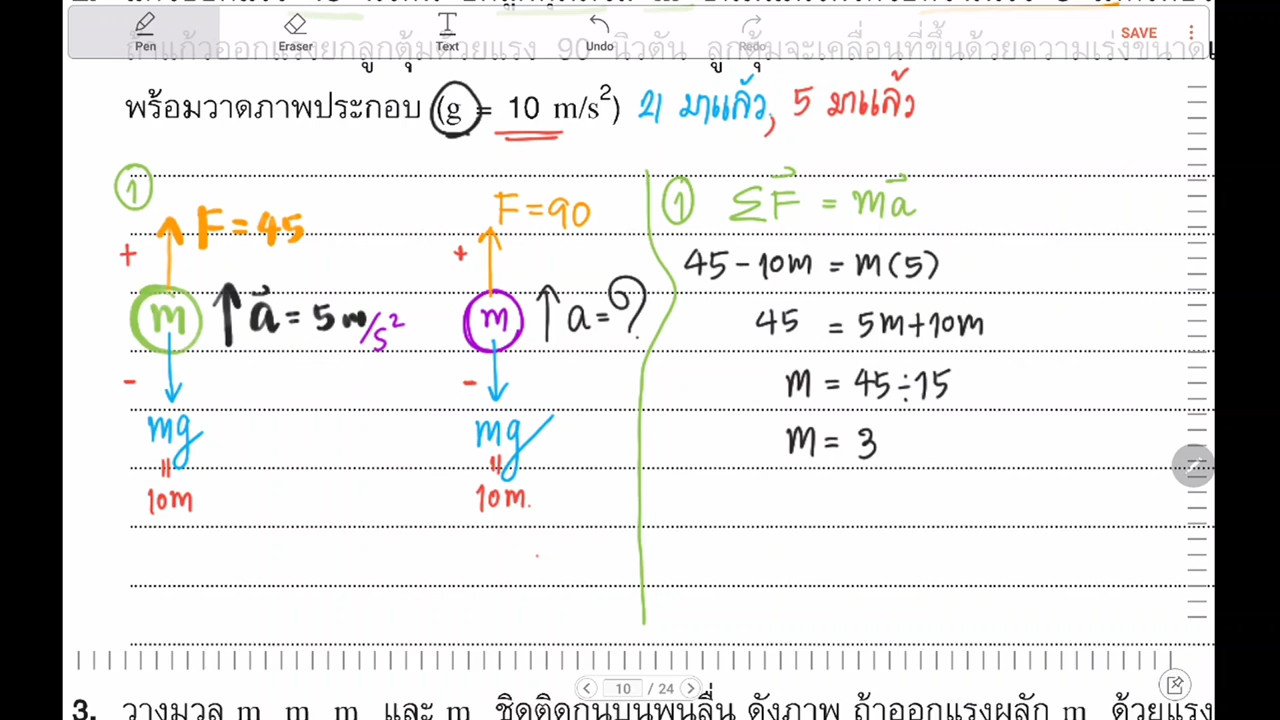 Pen
Eraser
Text
Undo
Redo
SAVE
ถ้าแก้วออกแรงยกลูกตุ้มด้วยแรง 90 นิวตัน ลูกตุ้มจะเคลื่อนที่ขึ้นด้วยความเร่งขนาดเ
พร้อมวาดภาพประกอบ (g = 10 m/s²) 21 มาแล้ว, 5 มาแล้ว
①
F = 45
+
m
a⃗ = 5 m/s²
-
mg
=
10m
F = 90
+
m
a = ?
-
mg
=
10m.
① ΣF⃗ = ma⃗
45 - 10m = m(5)
45 = 5m+10m
m = 45 ÷ 15
m = 3
10 / 24
3. วางมวล m m m และ m ชิดติดกันบนพื้นลื่น ดังภาพ ถ้าออกแรงผลัก m ด้วยแรง